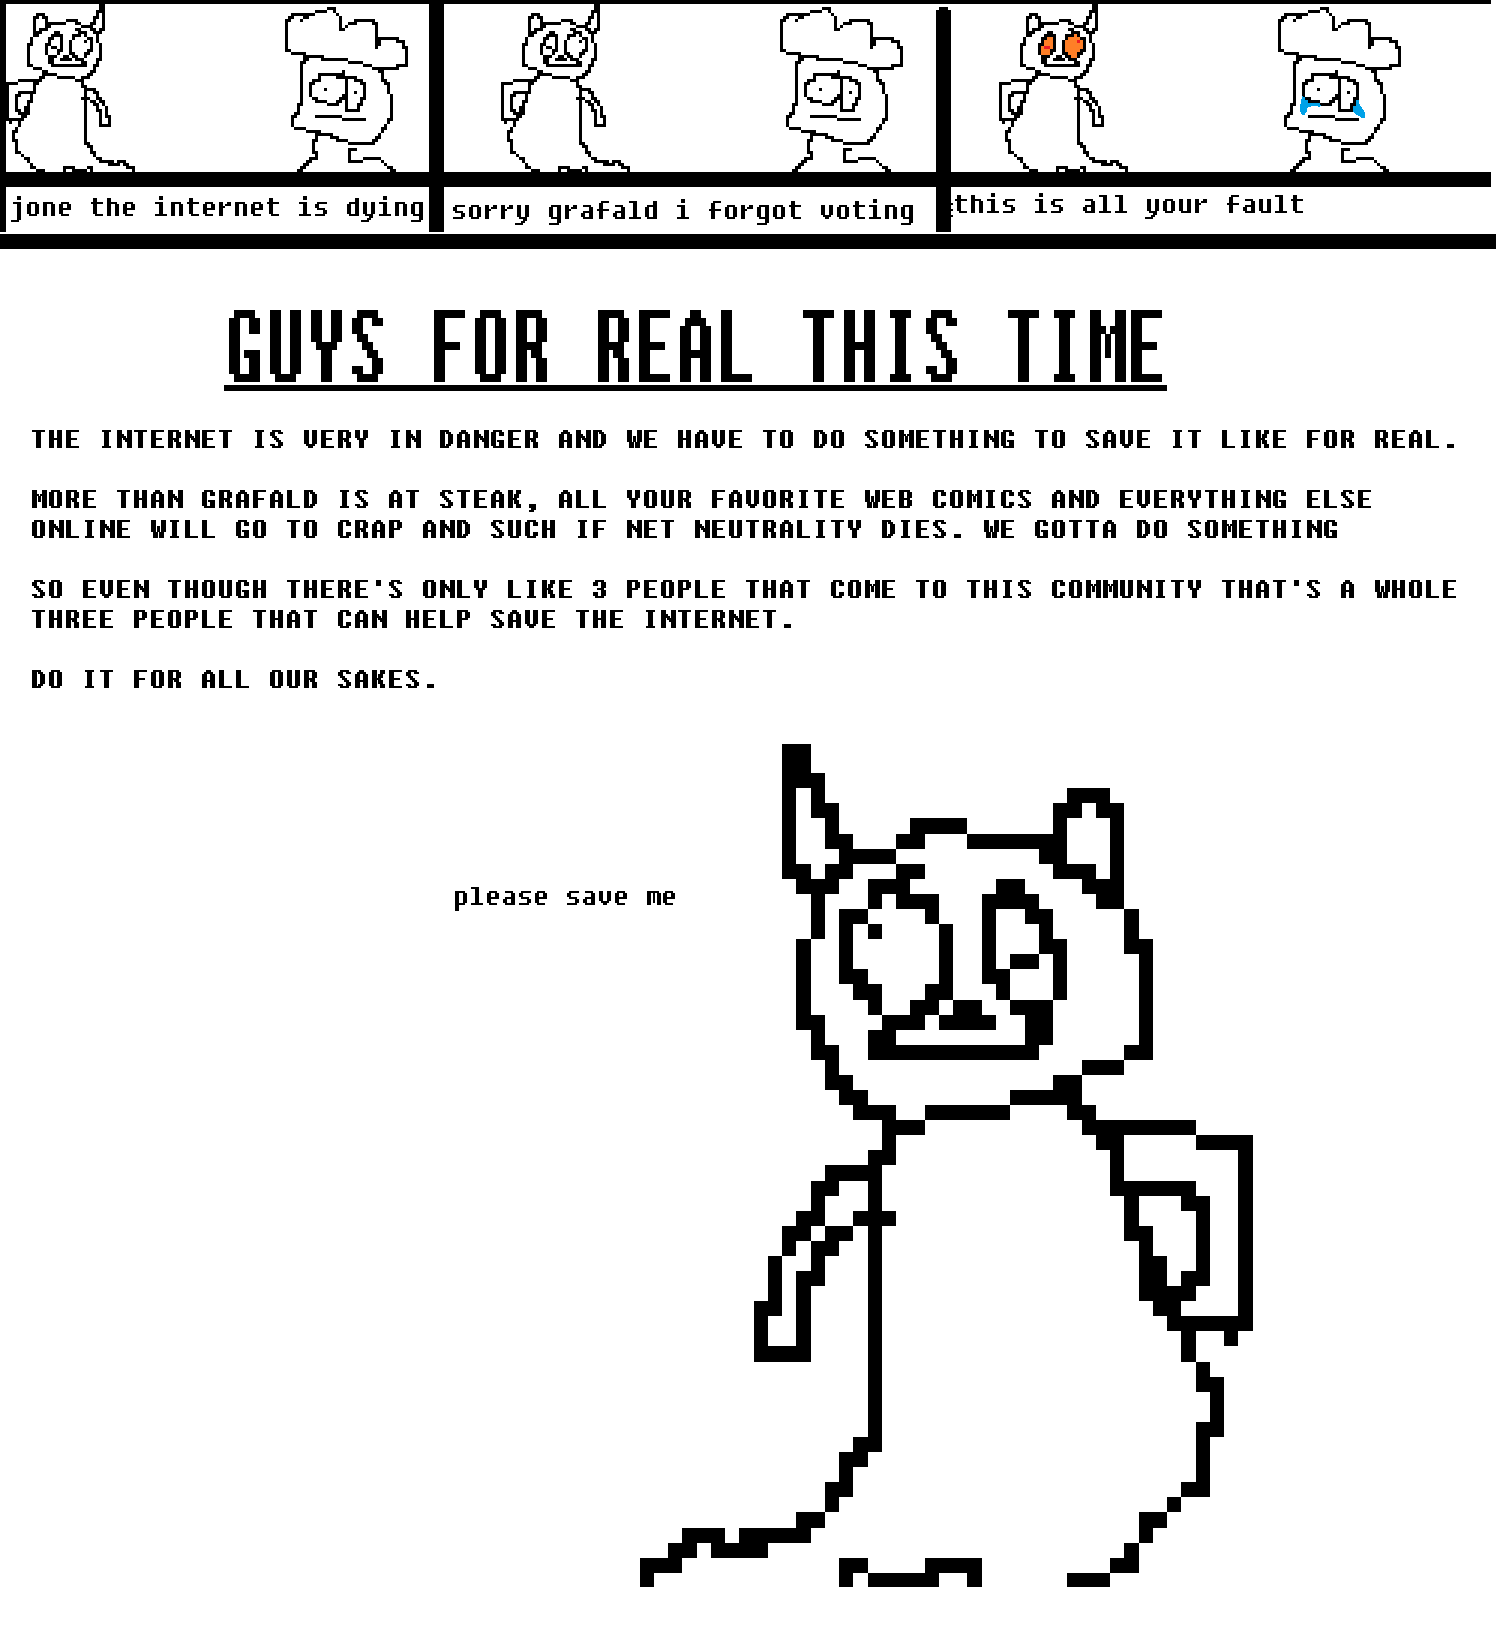 jone the internet is dying
sorry grafald i forgot voting
this is all your fault
GUYS FOR REAL THIS TIME
THE INTERNET IS VERY IN DANGER AND WE HAVE TO DO SOMETHING TO SAVE IT LIKE FOR REAL.
MORE THAN GRAFALD IS AT STEAK, ALL YOUR FAVORITE WEB COMICS AND EVERYTHING ELSE
ONLINE WILL GO TO CRAP AND SUCH IF NET NEUTRALITY DIES. WE GOTTA DO SOMETHING
SO EVEN THOUGH THERE'S ONLY LIKE 3 PEOPLE THAT COME TO THIS COMMUNITY THAT'S A WHOLE
THREE PEOPLE THAT CAN HELP SAVE THE INTERNET.
DO IT FOR ALL OUR SAKES.
please save me